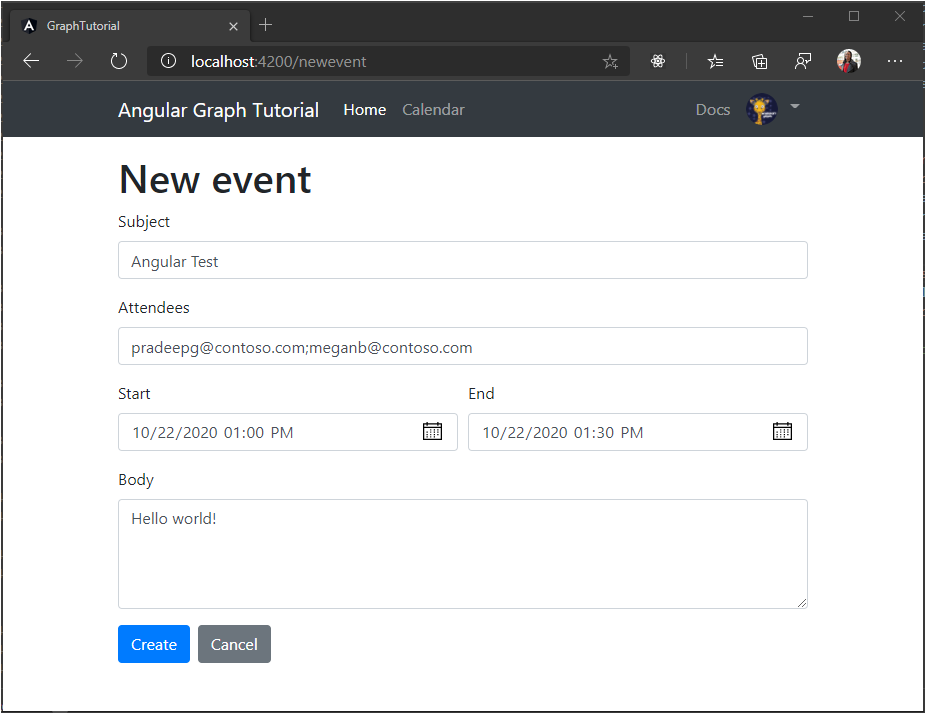 GraphTutorial
localhost:4200/newevent
Angular Graph Tutorial Home Calendar Docs
New event
Subject
Angular Test
Attendees
pradeepg@contoso.com;meganb@contoso.com
Start End
10/22/2020 01:00 PM 10/22/2020 01:30 PM
Body
Hello world!
Create Cancel